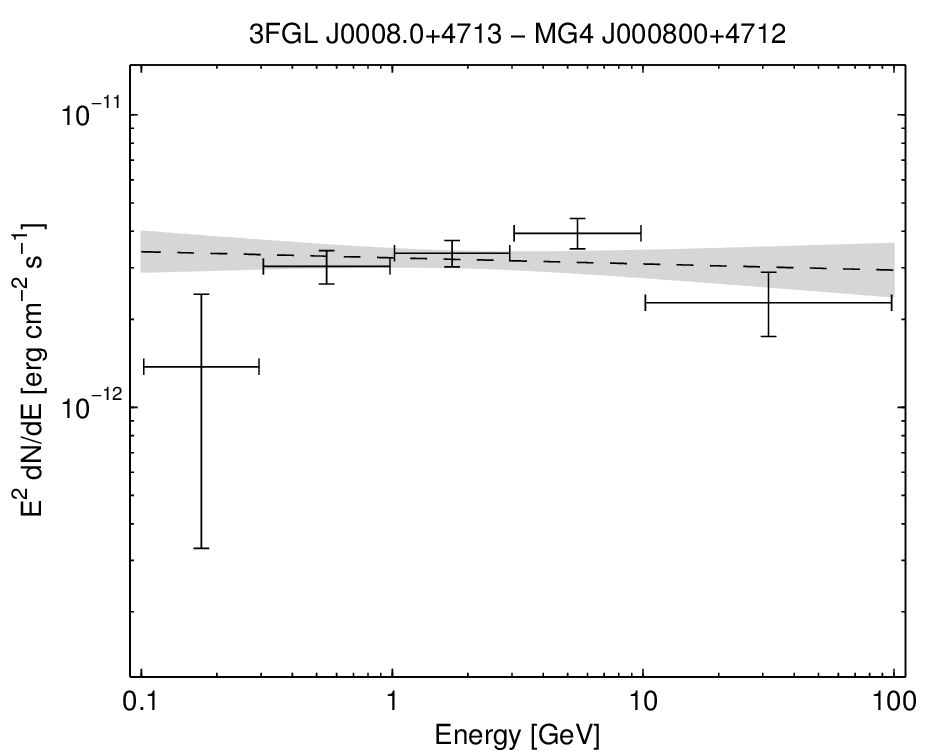 3FGL J0008.0+4713 − MG4 J000800+4712
10⁻¹¹
10⁻¹²
E² dN/dE [erg cm⁻² s⁻¹]
0.1 1 10 100
Energy [GeV]